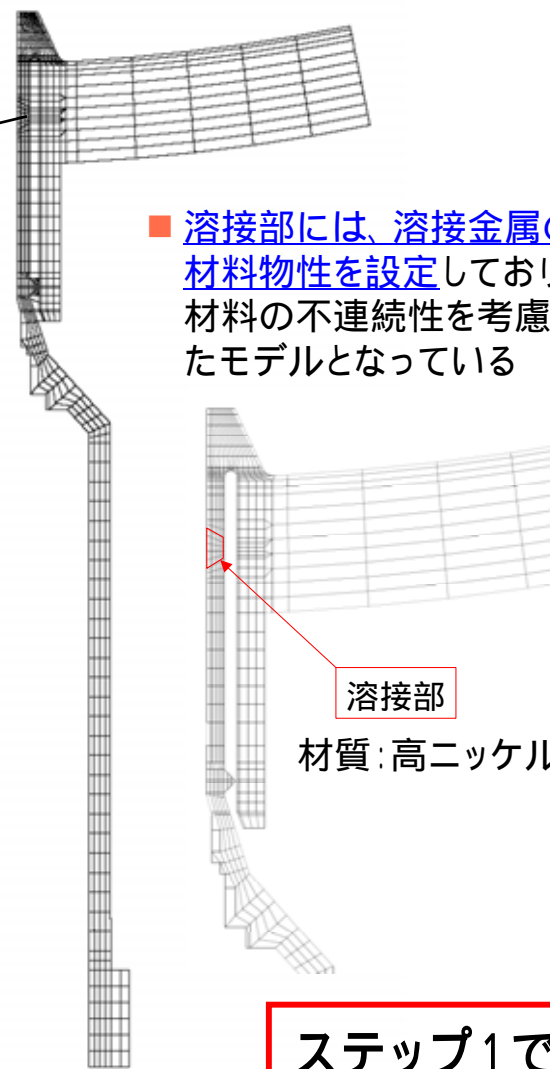 ■ 溶接部には、溶接金属の
材料物性を設定しており
材料の不連続性を考慮
たモデルとなっている
溶接部
材質:高ニッケル
ステップ1で